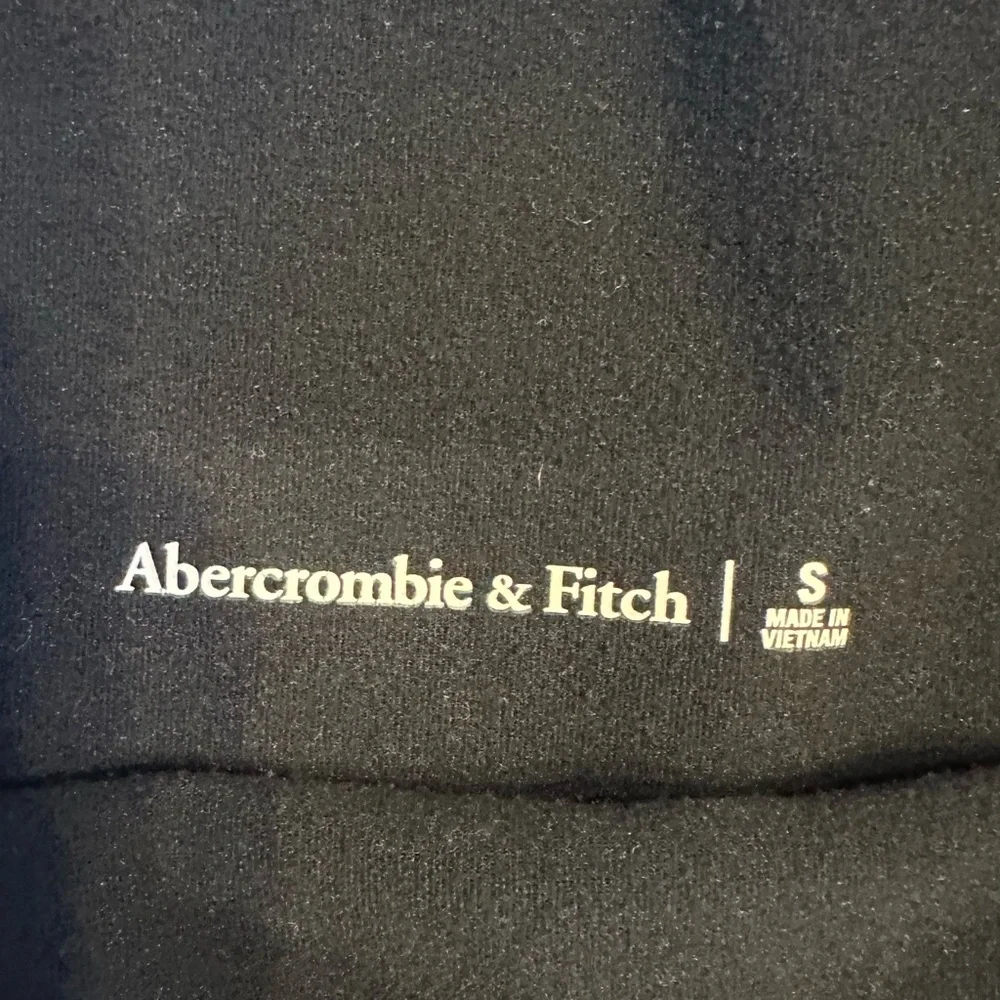 Abercrombie & Fitch | S
MADE IN
VIETNAM